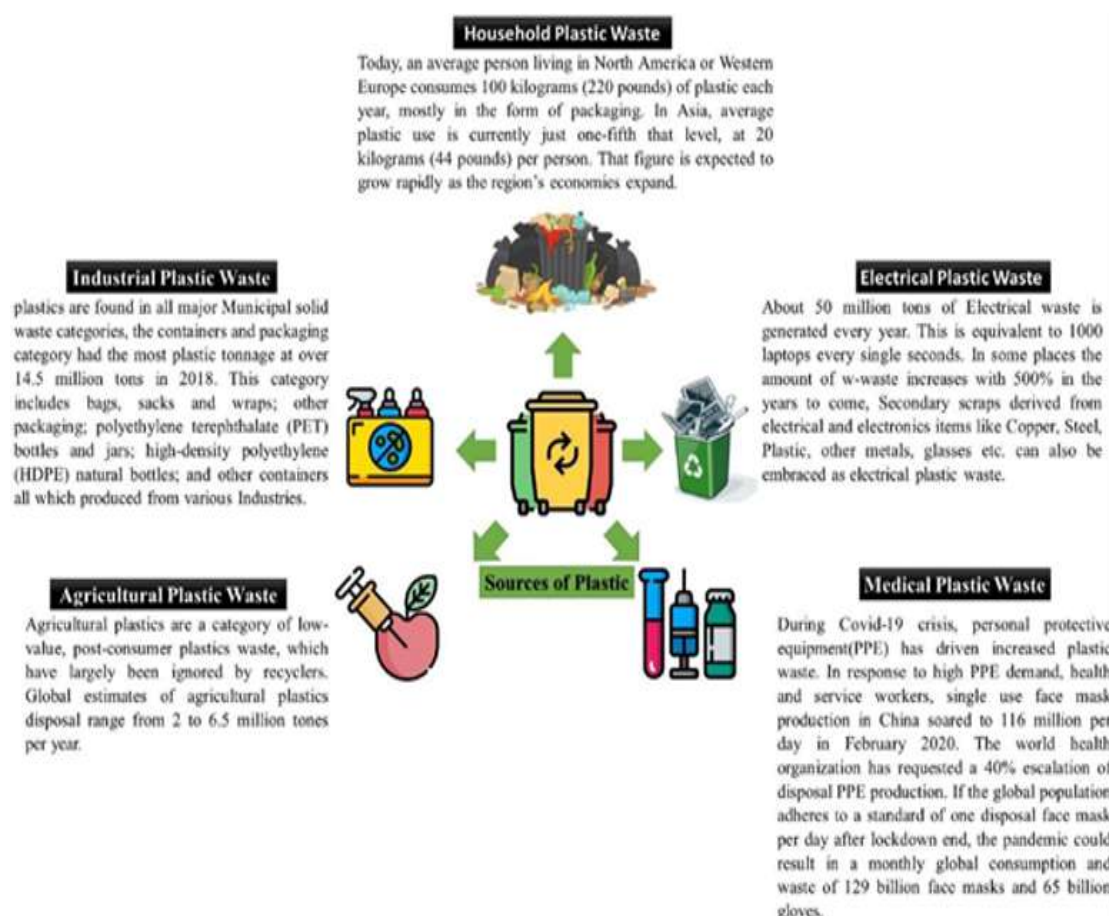 Household Plastic Waste
Today, an average person living in North America or Western
Europe consumes 100 kilograms (220 pounds) of plastic each
year, mostly in the form of packaging. In Asia, average
plastic use is currently just one-fifth that level, at 20
kilograms (44 pounds) per person. That figure is expected to
grow rapidly as the region's economies expand.
Industrial Plastic Waste
plastics are found in all major Municipal solid
waste categories, the containers and packaging
category had the most plastic tonnage at over
14.5 million tons in 2018. This category
includes bags, sacks and wraps; other
packaging; polyethylene terephthalate (PET)
bottles and jars; high-density polyethylene
(HDPE) natural bottles; and other containers
all which produced from various Industries.
Electrical Plastic Waste
About 50 million tons of Electrical waste is
generated every year. This is equivalent to 1000
laptops every single seconds. In some places the
amount of w-waste increases with 500% in the
years to come, Secondary scraps derived from
electrical and electronics items like Copper, Steel,
Plastic, other metals, glasses etc. can also be
embraced as electrical plastic waste.
Sources of Plastic
Agricultural Plastic Waste
Agricultural plastics are a category of low-
value, post-consumer plastics waste, which
have largely been ignored by recyclers.
Global estimates of agricultural plastics
disposal range from 2 to 6.5 million tones
per year.
Medical Plastic Waste
During Covid-19 crisis, personal protective
equipment(PPE) has driven increased plastic
waste. In response to high PPE demand, health
and service workers, single use face mask
production in China soared to 116 million per
day in February 2020. The world health
organization has requested a 40% escalation of
disposal PPE production. If the global population
adheres to a standard of one disposal face mask
per day after lockdown end, the pandemic could
result in a monthly global consumption and
waste of 129 billion face masks and 65 billion
gloves.